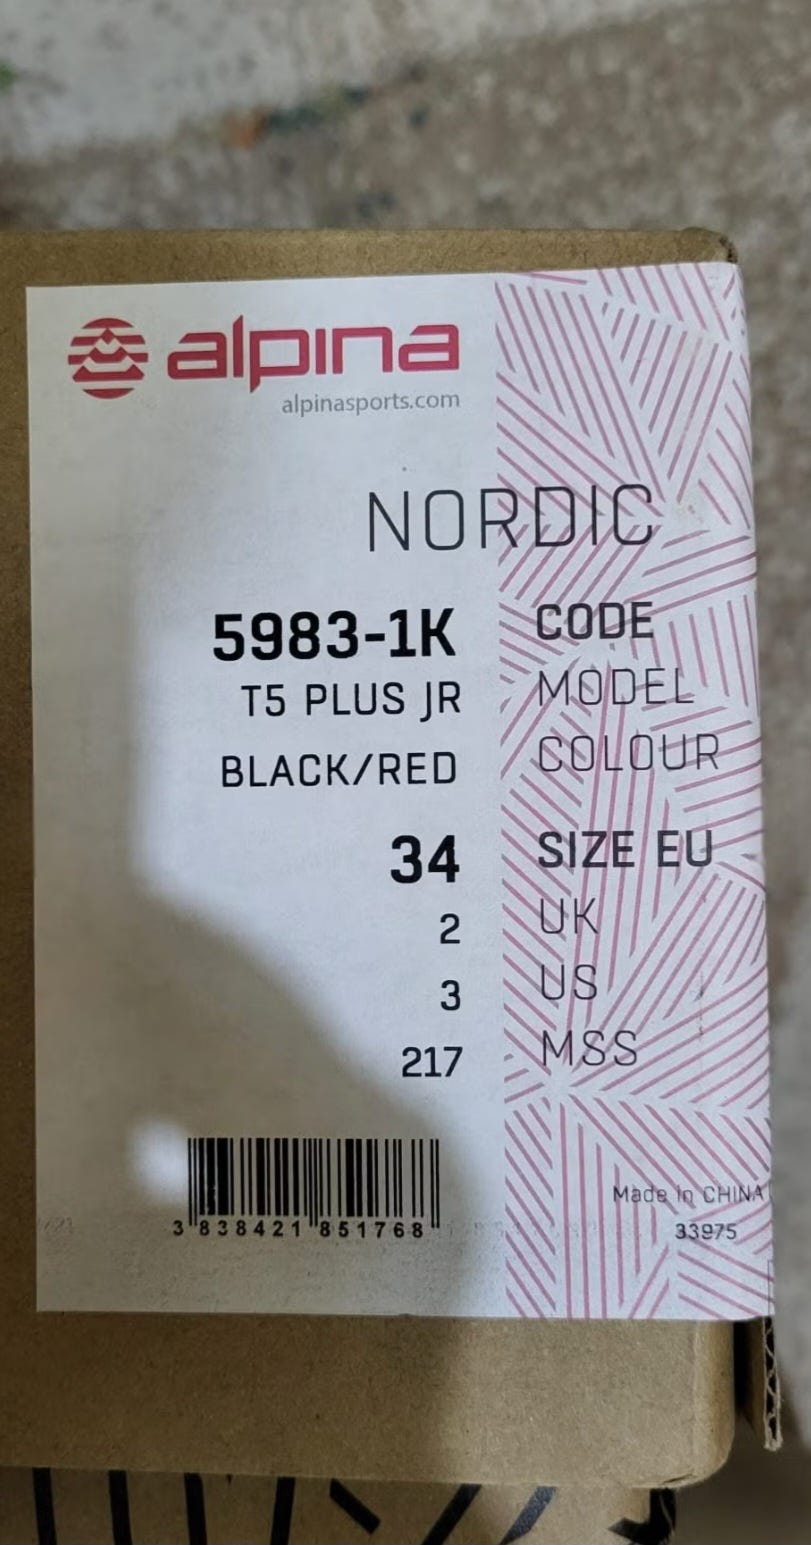 alpina
alpinasports.com
NORDIC
5983-1K CODE
T5 PLUS JR MODEL
BLACK/RED COLOUR
34 SIZE EU
2 UK
3 US
217 MSS
Made in CHINA
3 838421 851768
33975